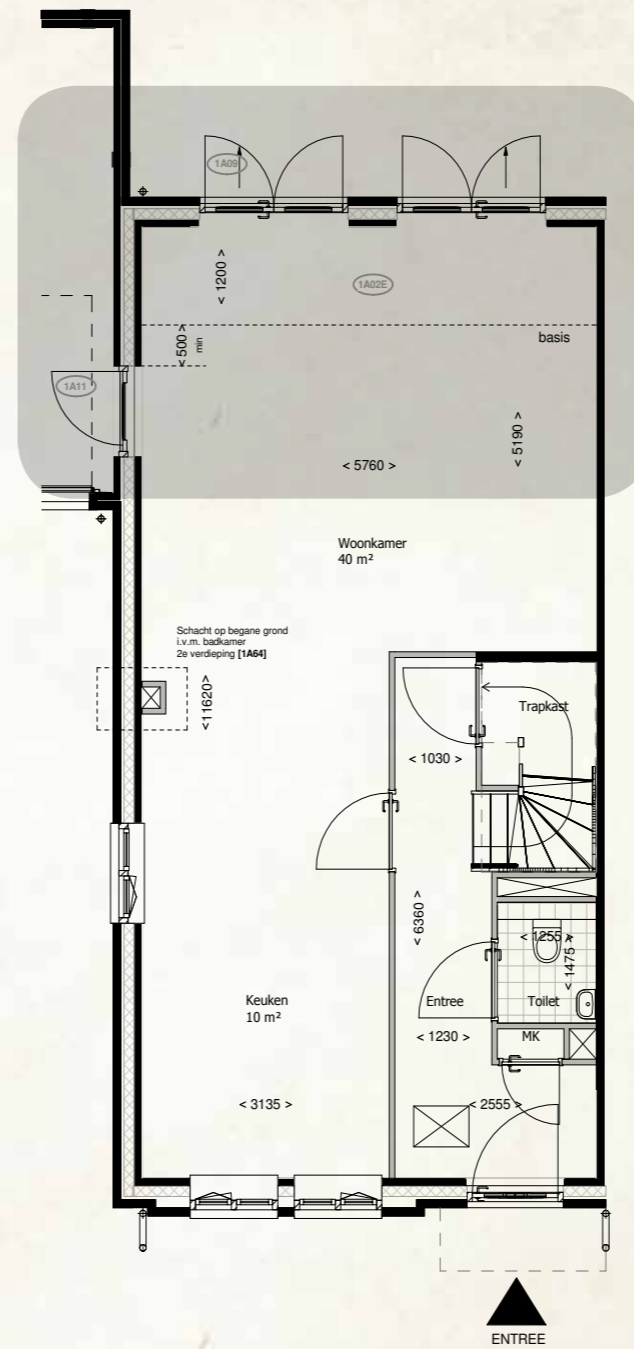 1A09
< 1200 >
1A02E
<500>
min
basis
1A11
< 5190 >
< 5760 >
Woonkamer
40 m²
Schacht op begane grond
i.v.m. badkamer
2e verdieping [1A64]
<11620>
Trapkast
< 1030 >
< 6360 >
< 1255 >
< 1475 >
Keuken
10 m²
Entree
Toilet
< 1230 >
MK
< 3135 >
< 2555 >
ENTREE